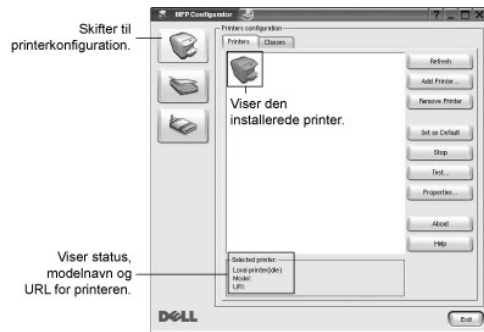 MFP Configurator
Skifter til
printerkonfiguration.
Printers configuration
Printers
Classes
Refresh
Add Printer...
Remove Printer
Set as Default
Stop
Test...
Properties...
About
Help
Viser den
installerede printer.
Viser status,
modelnavn og
URL for printeren.
Selected printer:
Local printer(idle)
Model:
URI:
DELL
Exit